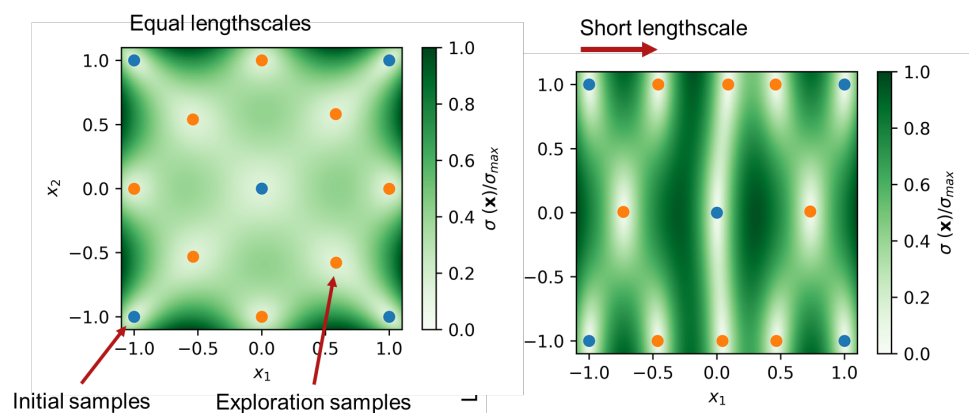 Equal lengthscales
1.0
0.5
0.0
−0.5
−1.0
x2
−1.0 −0.5 0.0 0.5 1.0
x1
1.0
0.8
0.6
0.4
0.2
0.0
σ (x)/σmax
Initial samples
Exploration samples
Short lengthscale
1.0
0.5
0.0
−0.5
−1.0
−1.0 −0.5 0.0 0.5 1.0
x1
1.0
0.8
0.6
0.4
0.2
0.0
σ (x)/σmax